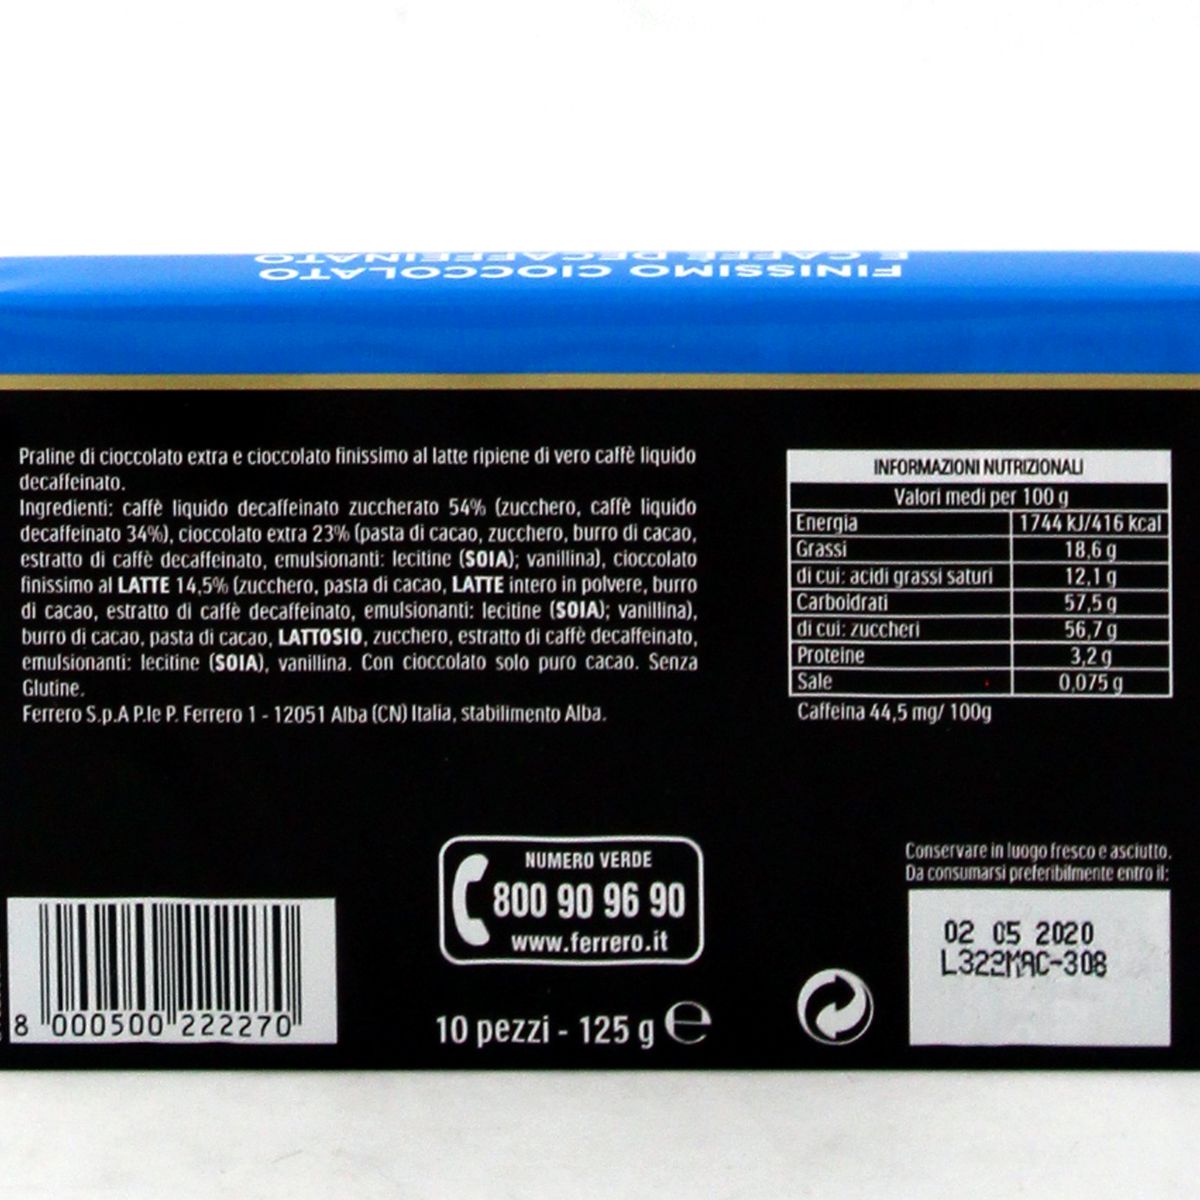 FINISSIMO CIOCCOLATO
E CAFFÈ DECAFFEINATO
Praline di cioccolato extra e cioccolato finissimo al latte ripiene di vero caffè liquido
decaffeinato.
Ingredienti: caffè liquido decaffeinato zuccherato 54% (zucchero, caffè liquido
decaffeinato 34%), cioccolato extra 23% (pasta di cacao, zucchero, burro di cacao,
estratto di caffè decaffeinato, emulsionanti: lecitine (SOIA); vanillina), cioccolato
finissimo al LATTE 14,5% (zucchero, pasta di cacao, LATTE intero in polvere, burro
di cacao, estratto di caffè decaffeinato, emulsionanti: lecitine (SOIA); vanillina),
burro di cacao, pasta di cacao, LATTOSIO, zucchero, estratto di caffè decaffeinato,
emulsionanti: lecitine (SOIA), vanillina. Con cioccolato solo puro cacao. Senza
Glutine.
Ferrero S.p.A P.le P. Ferrero 1 - 12051 Alba (CN) Italia, stabilimento Alba.
INFORMAZIONI NUTRIZIONALI
Valori medi per 100 g
Energia 1744 kJ/416 kcal
Grassi 18,6 g
di cui: acidi grassi saturi 12,1 g
Carboidrati 57,5 g
di cui: zuccheri 56,7 g
Proteine 3,2 g
Sale 0,075 g
Caffeina 44,5 mg/ 100g
NUMERO VERDE
800 90 96 90
www.ferrero.it
10 pezzi - 125 g e
8 000500 222270
Conservare in luogo fresco e asciutto.
Da consumarsi preferibilmente entro il:
02 05 2020
L322MAC-308